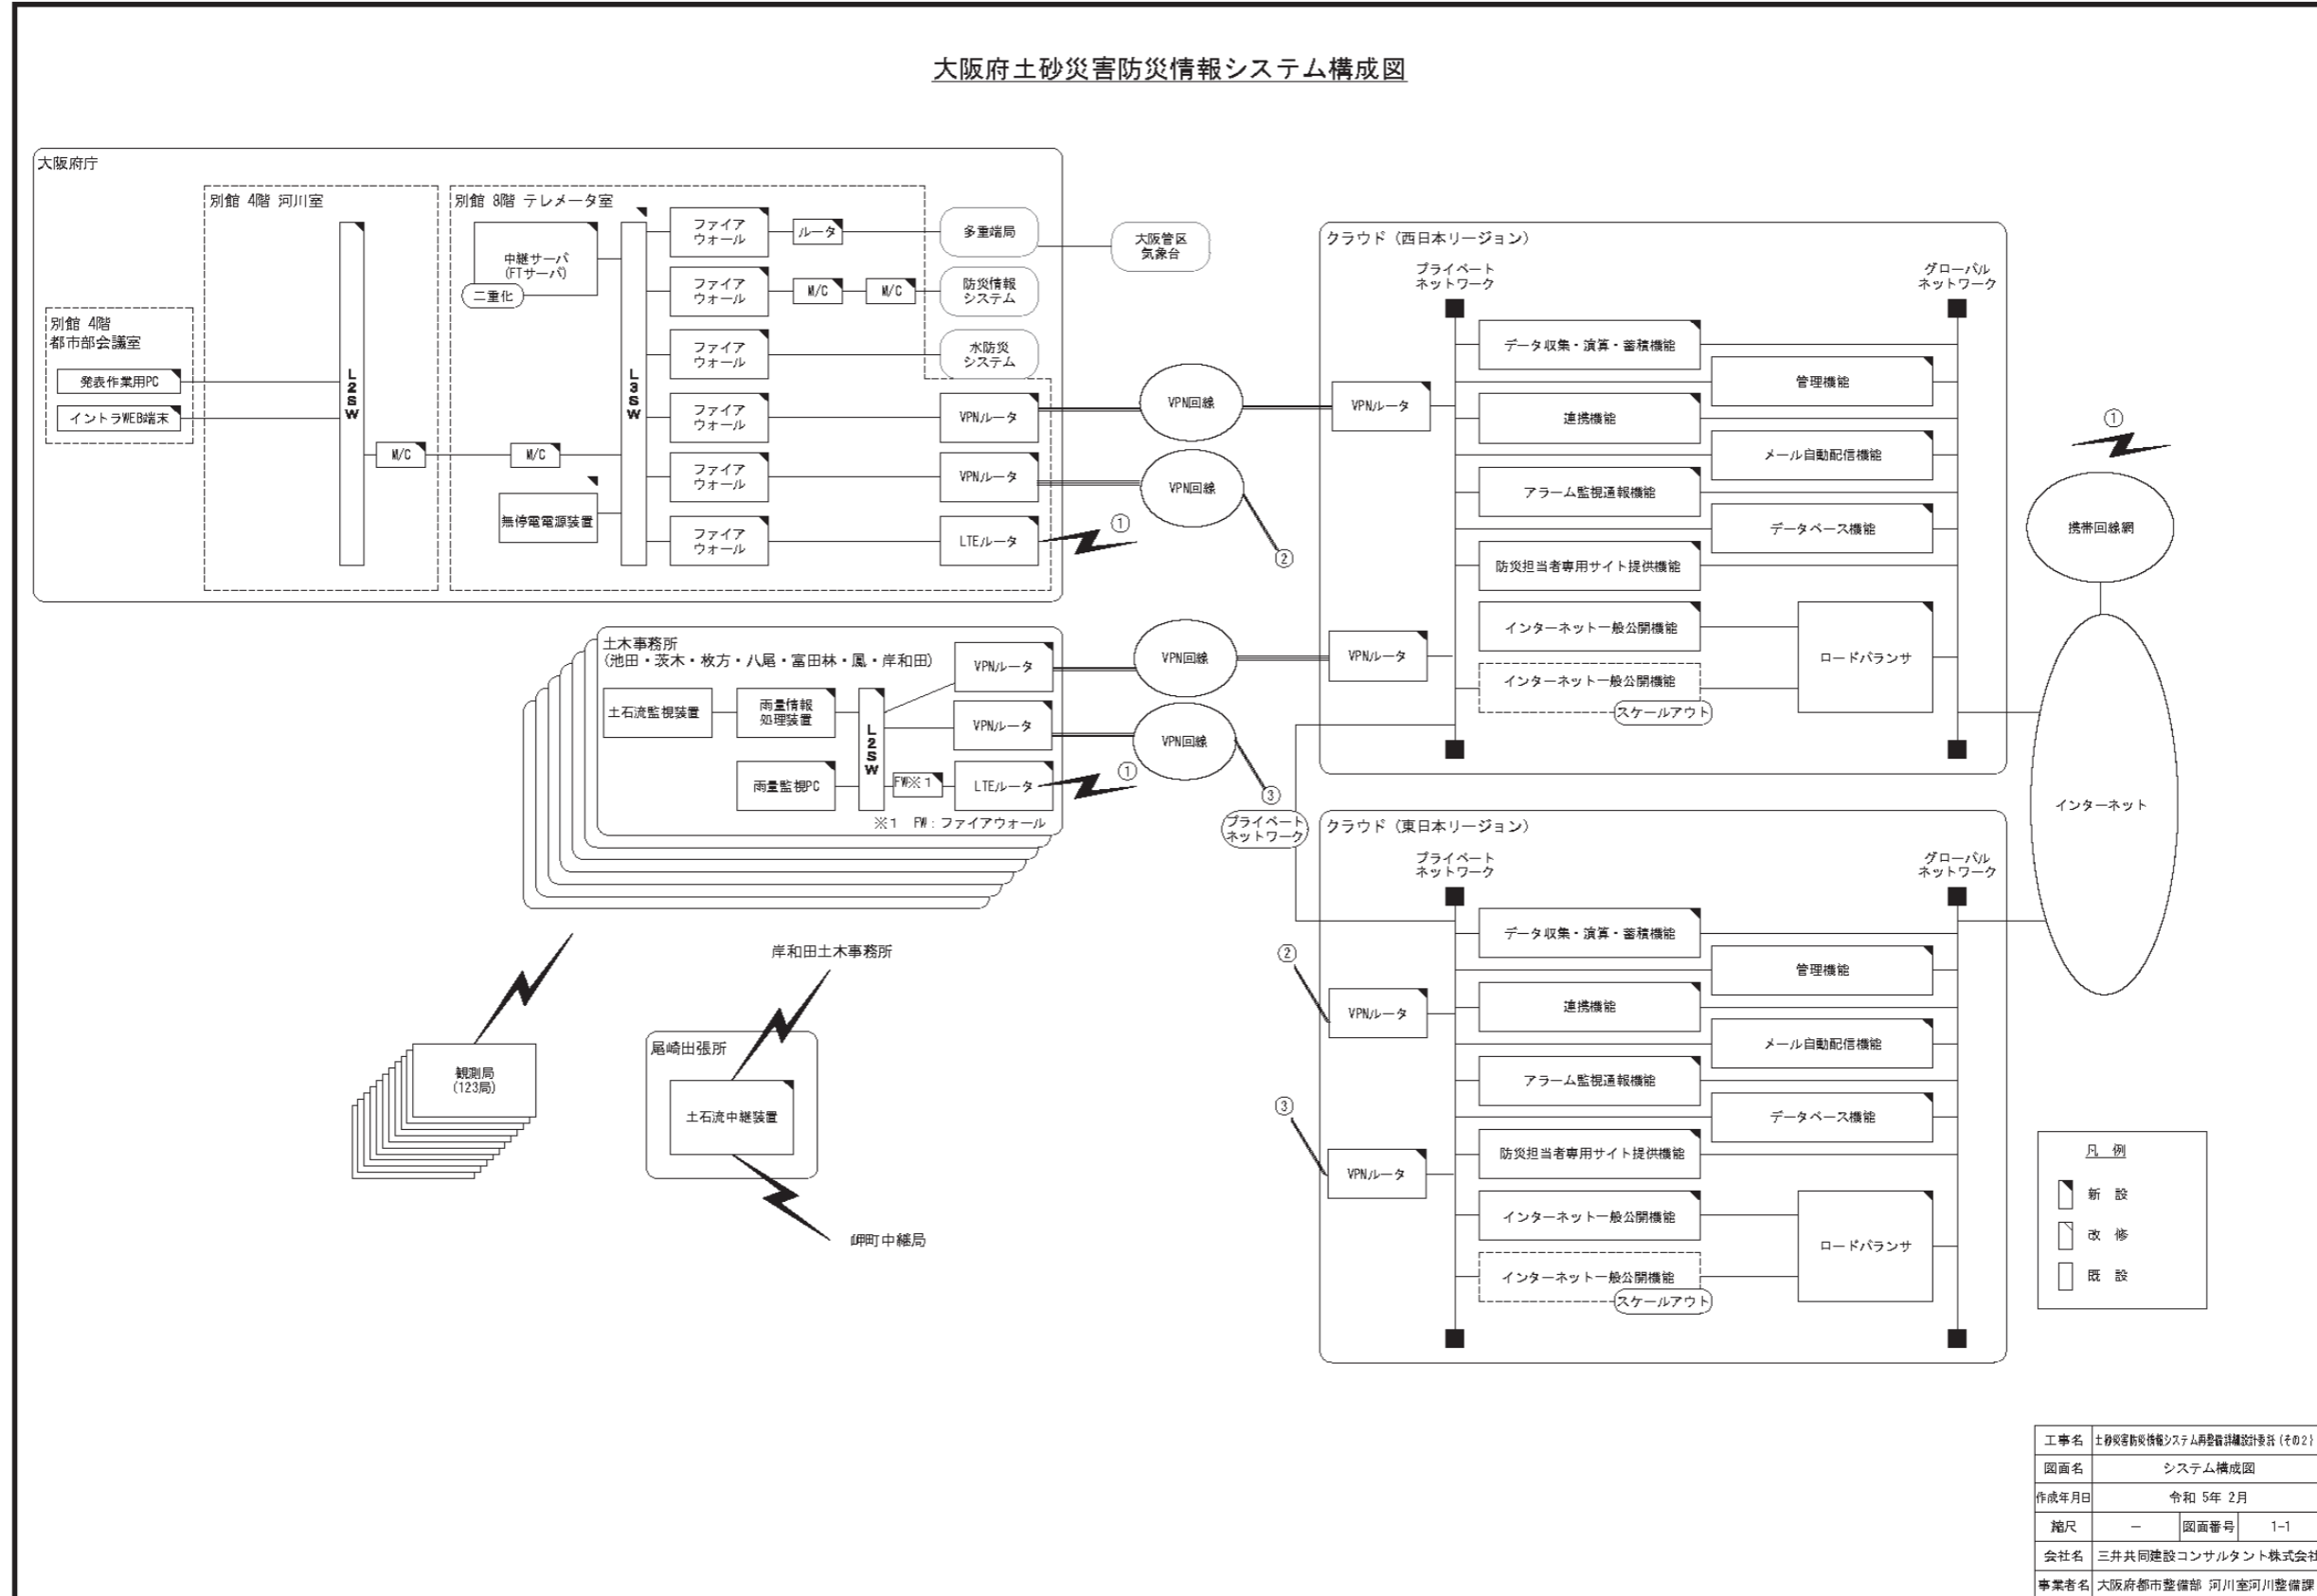 大阪府土砂災害防災情報システム構成図
大阪府庁
別館 4階
都市部会議室
発表作業用PC
イントラWEB端末
別館 4階 河川室
L2SW
M/C
別館 8階 テレメータ室
中継サーバ
(FTサーバ)
二重化
M/C
無停電電源装置
L3SW
ファイア
ウォール
ルータ
多重端局
大阪管区
気象台
ファイア
ウォール
M/C
M/C
防災情報
システム
ファイア
ウォール
水防災
システム
ファイア
ウォール
VPNルータ
VPN回線
ファイア
ウォール
VPNルータ
VPN回線
②
ファイア
ウォール
LTEルータ
①
土木事務所
(池田・茨木・枚方・八尾・富田林・鳳・岸和田)
土石流監視装置
雨量情報
処理装置
雨量監視PC
L2SW
VPNルータ
VPN回線
VPNルータ
VPN回線
③
FW※1
LTEルータ
①
※1 FW:ファイアウォール
観測局
(123局)
岸和田土木事務所
尾崎出張所
土石流中継装置
岬町中継局
クラウド(西日本リージョン)
プライベート
ネットワーク
グローバル
ネットワーク
VPNルータ
VPNルータ
データ収集・演算・蓄積機能
管理機能
連携機能
メール自動配信機能
アラーム監視通報機能
データベース機能
防災担当者専用サイト提供機能
インターネット一般公開機能
インターネット一般公開機能
スケールアウト
ロードバランサ
プライベート
ネットワーク
クラウド(東日本リージョン)
プライベート
ネットワーク
グローバル
ネットワーク
②
VPNルータ
③
VPNルータ
データ収集・演算・蓄積機能
管理機能
連携機能
メール自動配信機能
アラーム監視通報機能
データベース機能
防災担当者専用サイト提供機能
インターネット一般公開機能
インターネット一般公開機能
スケールアウト
ロードバランサ
①
携帯回線網
インターネット
凡 例
新 設
改 修
既 設
工事名 土砂災害防災情報システム再整備詳細設計委託(その2)
図面名 システム構成図
作成年月日 令和 5年 2月
縮尺 ー 図面番号 1-1
会社名 三井共同建設コンサルタント株式会社
事業者名 大阪府都市整備部 河川室河川整備課